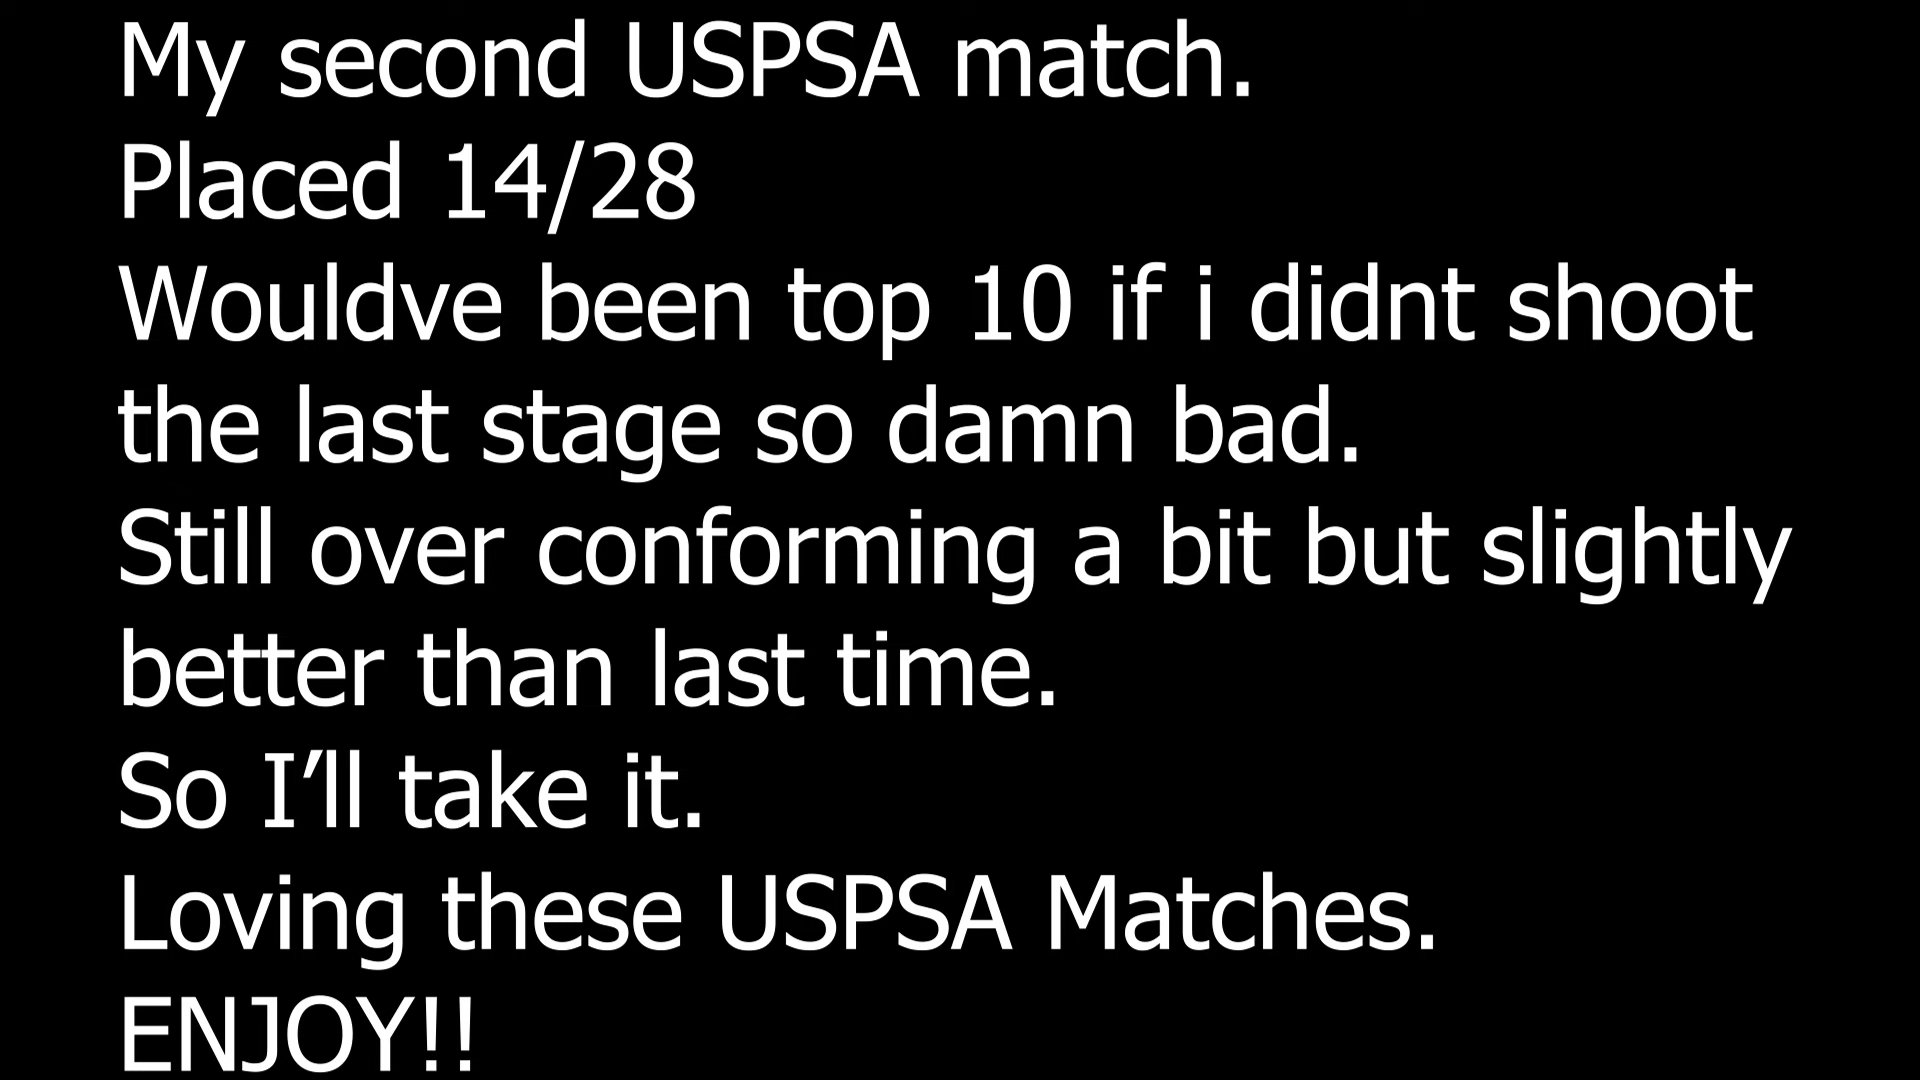 My second USPSA match.
Placed 14/28
Wouldve been top 10 if i didnt shoot
the last stage so damn bad.
Still over conforming a bit but slightly
better than last time.
So I’ll take it.
Loving these USPSA Matches.
ENJOY!!